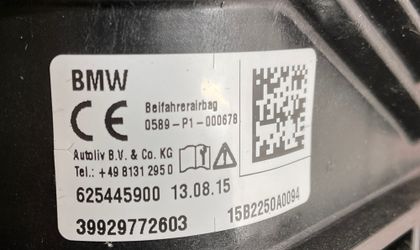 BMW
CE
Beifahrerairbag
0589-P1-000678
Autoliv B.V. & Co. KG
Tel.: +49 8131 295 0
625445900 13.08.15
39929772603
15B2250A0094